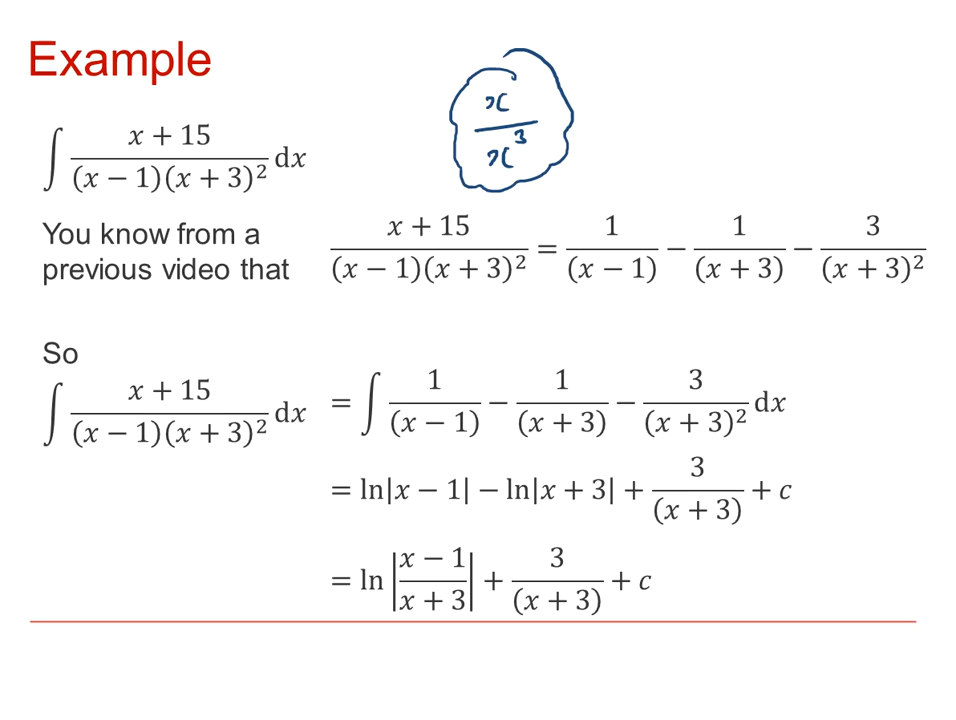 Example
x
x³
∫ (x + 15)/((x − 1)(x + 3)²) dx
You know from a
previous video that
(x + 15)/((x − 1)(x + 3)²) = 1/(x − 1) − 1/(x + 3) − 3/(x + 3)²
So
∫ (x + 15)/((x − 1)(x + 3)²) dx = ∫ 1/(x − 1) − 1/(x + 3) − 3/(x + 3)² dx
= ln|x − 1| − ln|x + 3| + 3/(x + 3) + c
= ln|(x − 1)/(x + 3)| + 3/(x + 3) + c